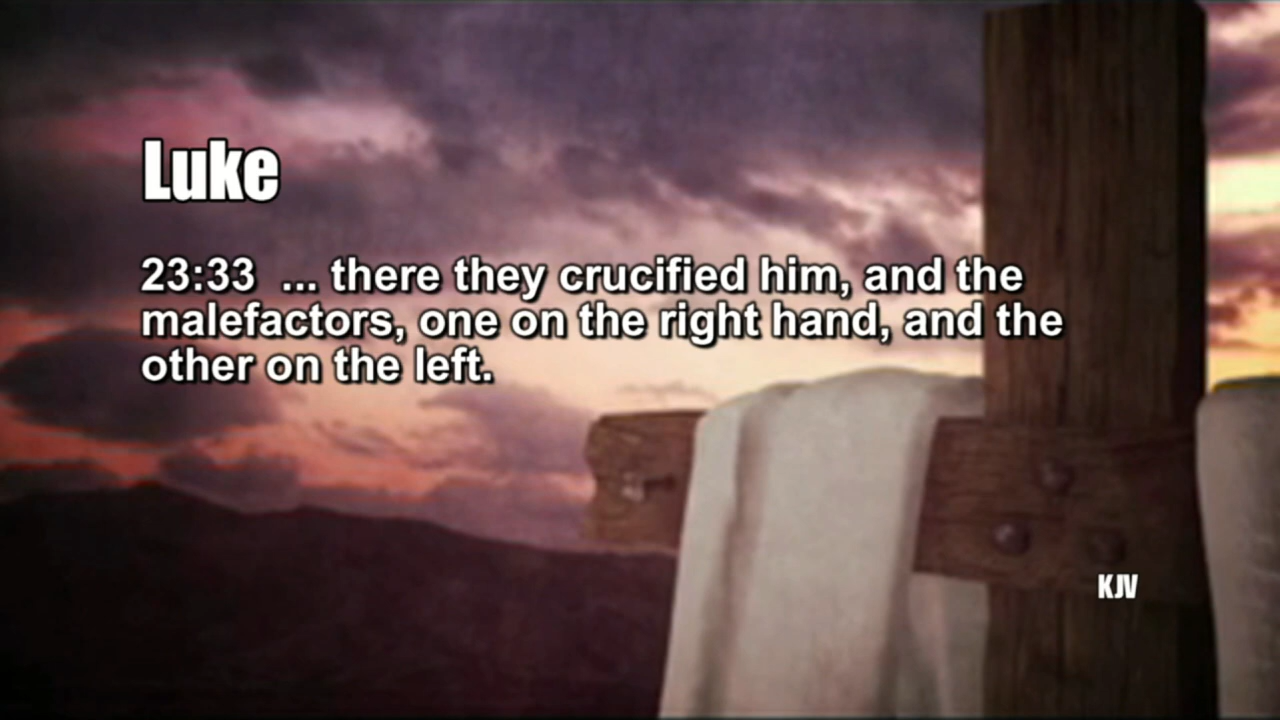 Luke
23:33 ... there they crucified him, and the
malefactors, one on the right hand, and the
other on the left.
KJV